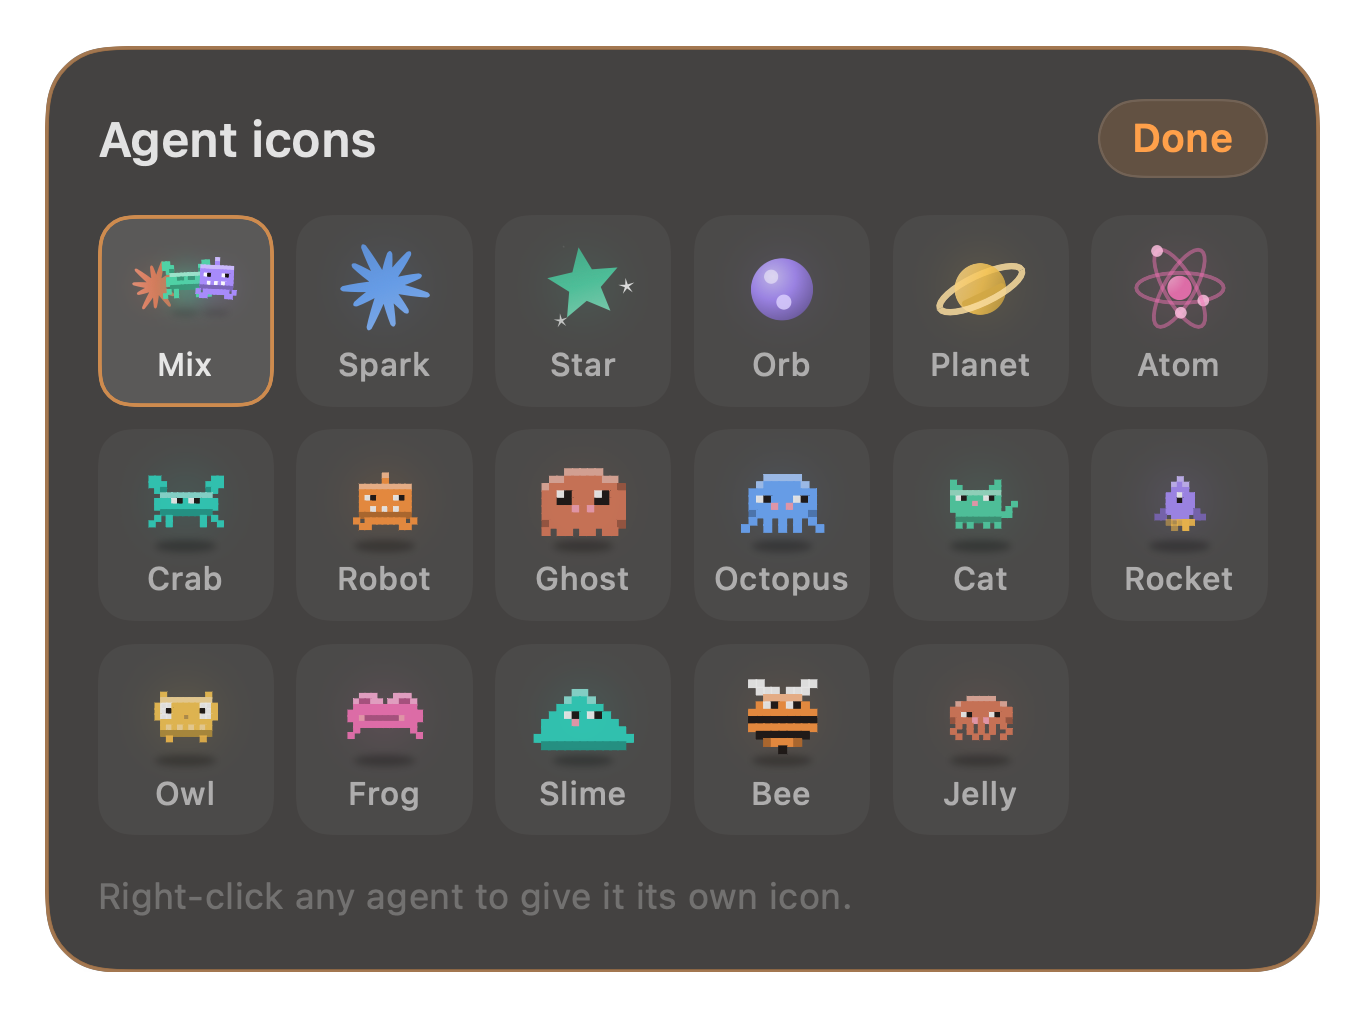 Agent icons
Done
Mix
Spark
Star
Orb
Planet
Atom
Crab
Robot
Ghost
Octopus
Cat
Rocket
Owl
Frog
Slime
Bee
Jelly
Right-click any agent to give it its own icon.